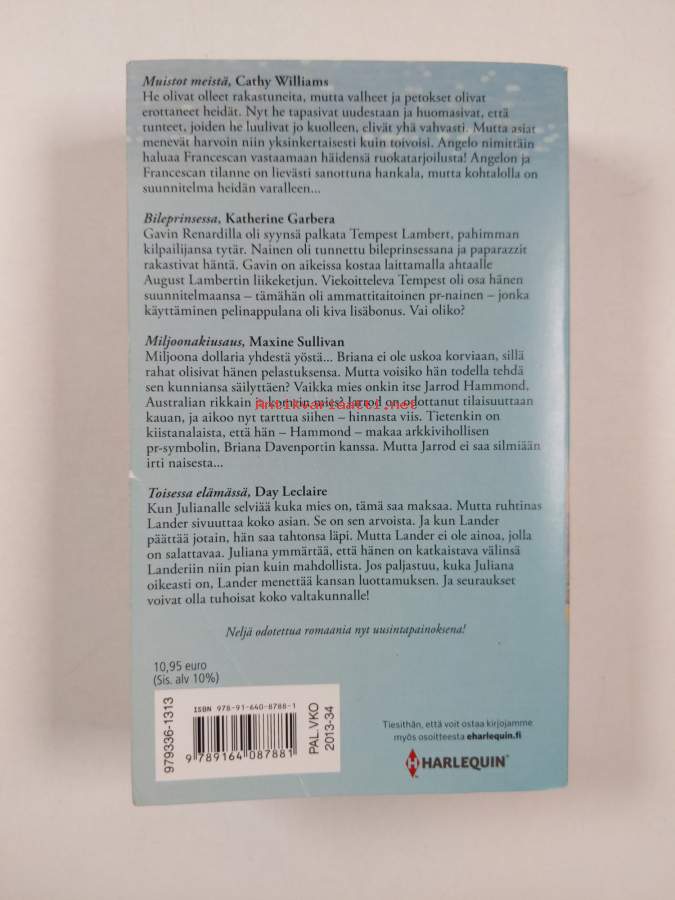 Muistot meistä, Cathy Williams
He olivat olleet rakastuneita, mutta valheet ja petokset olivat
erottaneet heidät. Nyt he tapasivat uudestaan ja huomasivat, että
tunteet, joiden he luulivat jo kuolleen, elivät yhä vahvasti. Mutta asiat
menevät harvoin niin yksinkertaisesti kuin toivoisi. Angelo nimittäin
haluaa Francescan vastaamaan häidensä ruokatarjoilusta! Angelon ja
Francescan tilanne on lievästi sanottuna hankala, mutta kohtalolla on
suunnitelma heidän varalleen...
Bileprinsessa, Katherine Garbera
Gavin Renardilla oli syynsä palkata Tempest Lambert, pahimman
kilpailijansa tytär. Nainen oli tunnettu bileprinsessana ja paparazzit
rakastivat häntä. Gavin on aikeissa kostaa laittamalla ahtaalle
August Lambertin liikeketjun. Viekoitteleva Tempest oli osa hänen
suunnitelmaansa – tämähän oli ammattitaitoinen pr-nainen – jonka
käyttäminen pelinappulana oli kiva lisäbonus. Vai oliko?
Miljoonakiusaus, Maxine Sullivan
Miljoona dollaria yhdestä yöstä... Briana ei ole uskoa korviaan, sillä
rahat olisivat hänen pelastuksensa. Mutta voisiko hän todella tehdä
sen kunniansa säilyttäen? Vaikka mies onkin itse Jarrod Hammond,
Australian rikkain ja komein mies? Jarrod on odottanut tilaisuuttaan
Antikvariaatti.net
kauan, ja aikoo nyt tarttua siihen – hinnasta viis. Tietenkin on
kiistanalaista, että hän – Hammond – makaa arkkivihollisen
pr-symbolin, Briana Davenportin kanssa. Mutta Jarrod ei saa silmiään
irti naisesta...
Toisessa elämässä, Day Leclaire
Kun Julianalle selviää kuka mies on, tämä saa maksaa. Mutta ruhtinas
Lander sivuuttaa koko asian. Se on sen arvoista. Ja kun Lander
päättää jotain, hän saa tahtonsa läpi. Mutta Lander ei ole ainoa, jolla
on salattavaa. Juliana ymmärtää, että hänen on katkaistava välinsä
Landeriin niin pian kuin mahdollista. Jos paljastuu, kuka Juliana
oikeasti on, Lander menettää kansan luottamuksen. Ja seuraukset
voivat olla tuhoisat koko valtakunnalle!
Neljä odotettua romaania nyt uusintapainoksena!
10,95 euro
(Sis. alv 10%)
979336-1313
ISBN 978-91-640-8788-1
9 789164 087881
PAL.VKO
2013-34
Tiesithän, että voit ostaa kirjojamme
myös osoitteesta eharlequin.fi
HARLEQUIN®